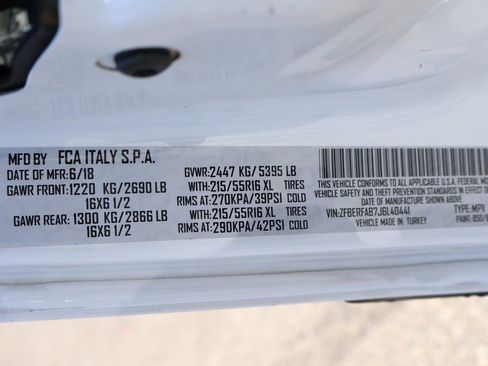 MFD BY FCA ITALY S.P.A.
DATE OF MFR: 6/18 GVWR: 2447 KG/ 5395 LB
GAWR FRONT: 1220 KG/ 2690 LB WITH: 215/55R16 XL TIRES
16X6 1/2 RIMS AT: 270KPA/39PSI COLD
GAWR REAR: 1300 KG/ 2866 LB WITH: 215/55R16 XL TIRES
16X6 1/2 RIMS AT: 290KPA/42PSI COLD
THIS VEHICLE CONFORMS TO ALL APPLICABLE U.S.A. FEDERAL
VEHICLE SAFETY AND THEFT PREVENTION STANDARDS IN EFFECT
DATE OF MANUFACTURE SHOWN ABOVE
VIN: ZFBERFAB7J6L40441 TYPE: MPV
MADE IN: TURKEY PAINT: